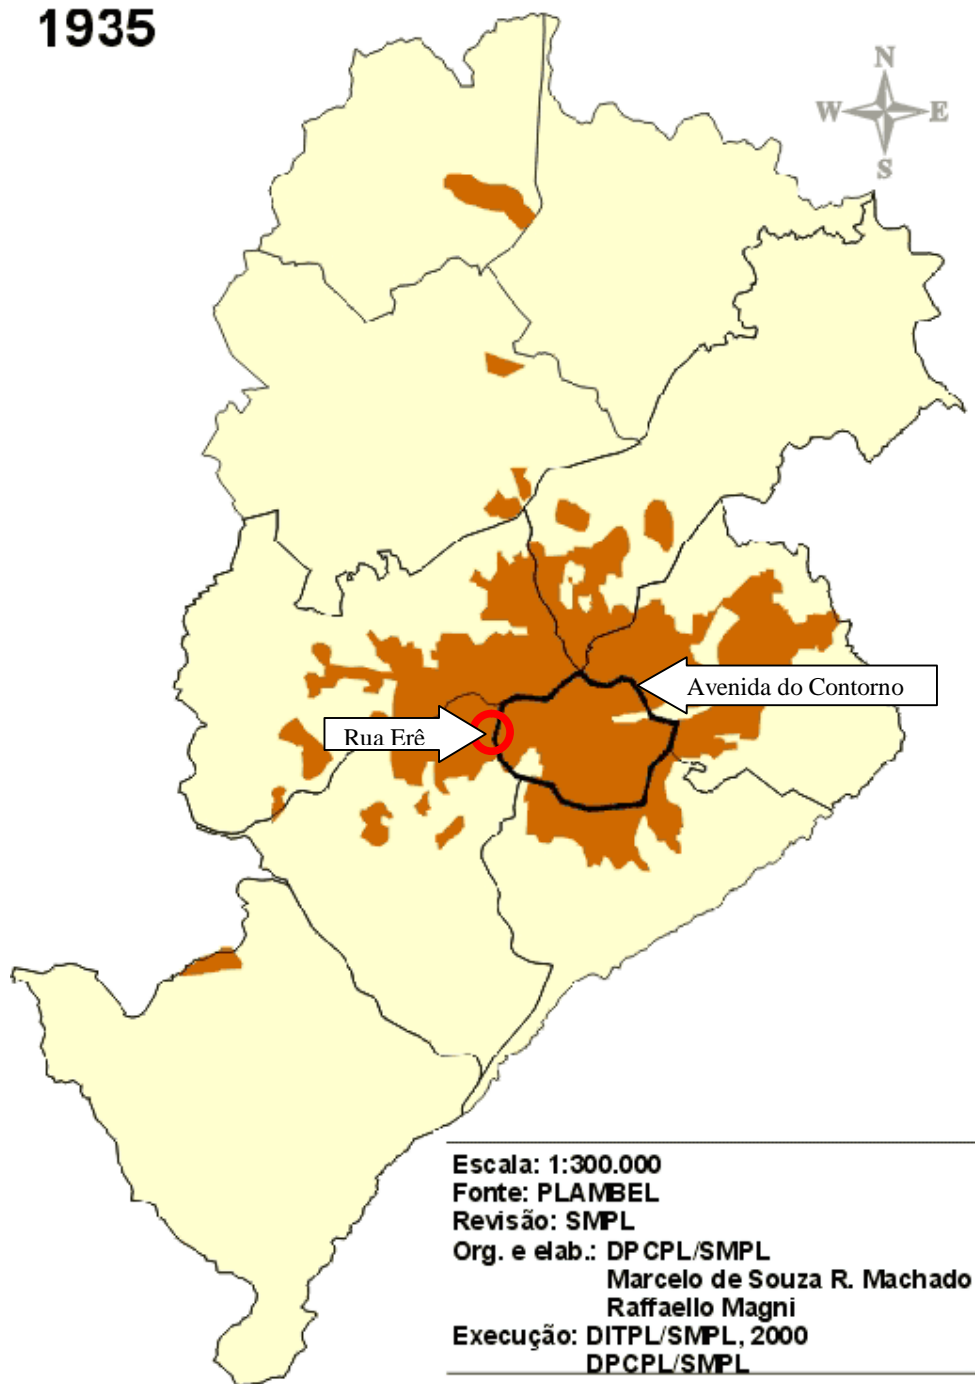 1935
N
W E
S
Avenida do Contorno
Rua Erê
Escala: 1:300.000
Fonte: PLAMBEL
Revisão: SMPL
Org. e elab.: DPCPL/SMPL
Marcelo de Souza R. Machado
Raffaello Magni
Execução: DITPL/SMPL, 2000
DPCPL/SMPL